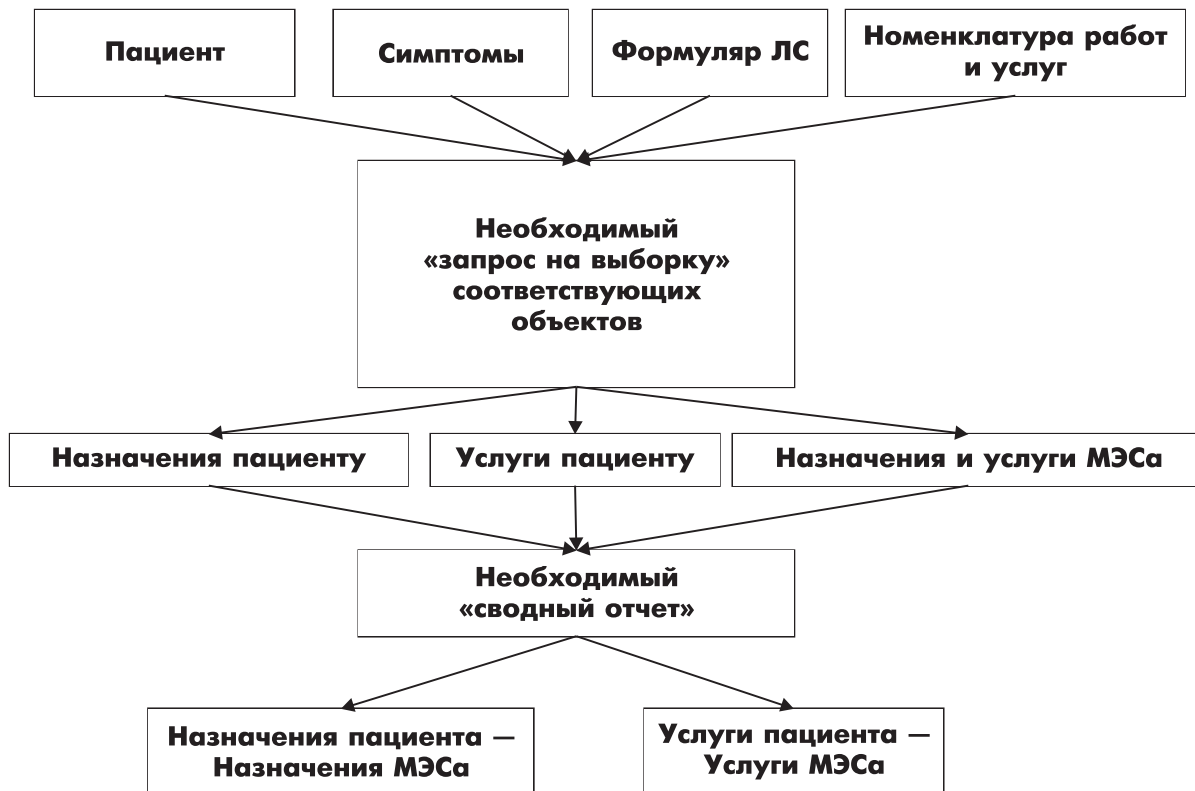 Пациент
Симптомы
Формуляр ЛС
Номенклатура работ
и услуг
Необходимый
«запрос на выборку»
соответствующих
объектов
Назначения пациенту
Услуги пациенту
Назначения и услуги МЭСа
Необходимый
«сводный отчет»
Назначения пациента —
Назначения МЭСа
Услуги пациента —
Услуги МЭСа